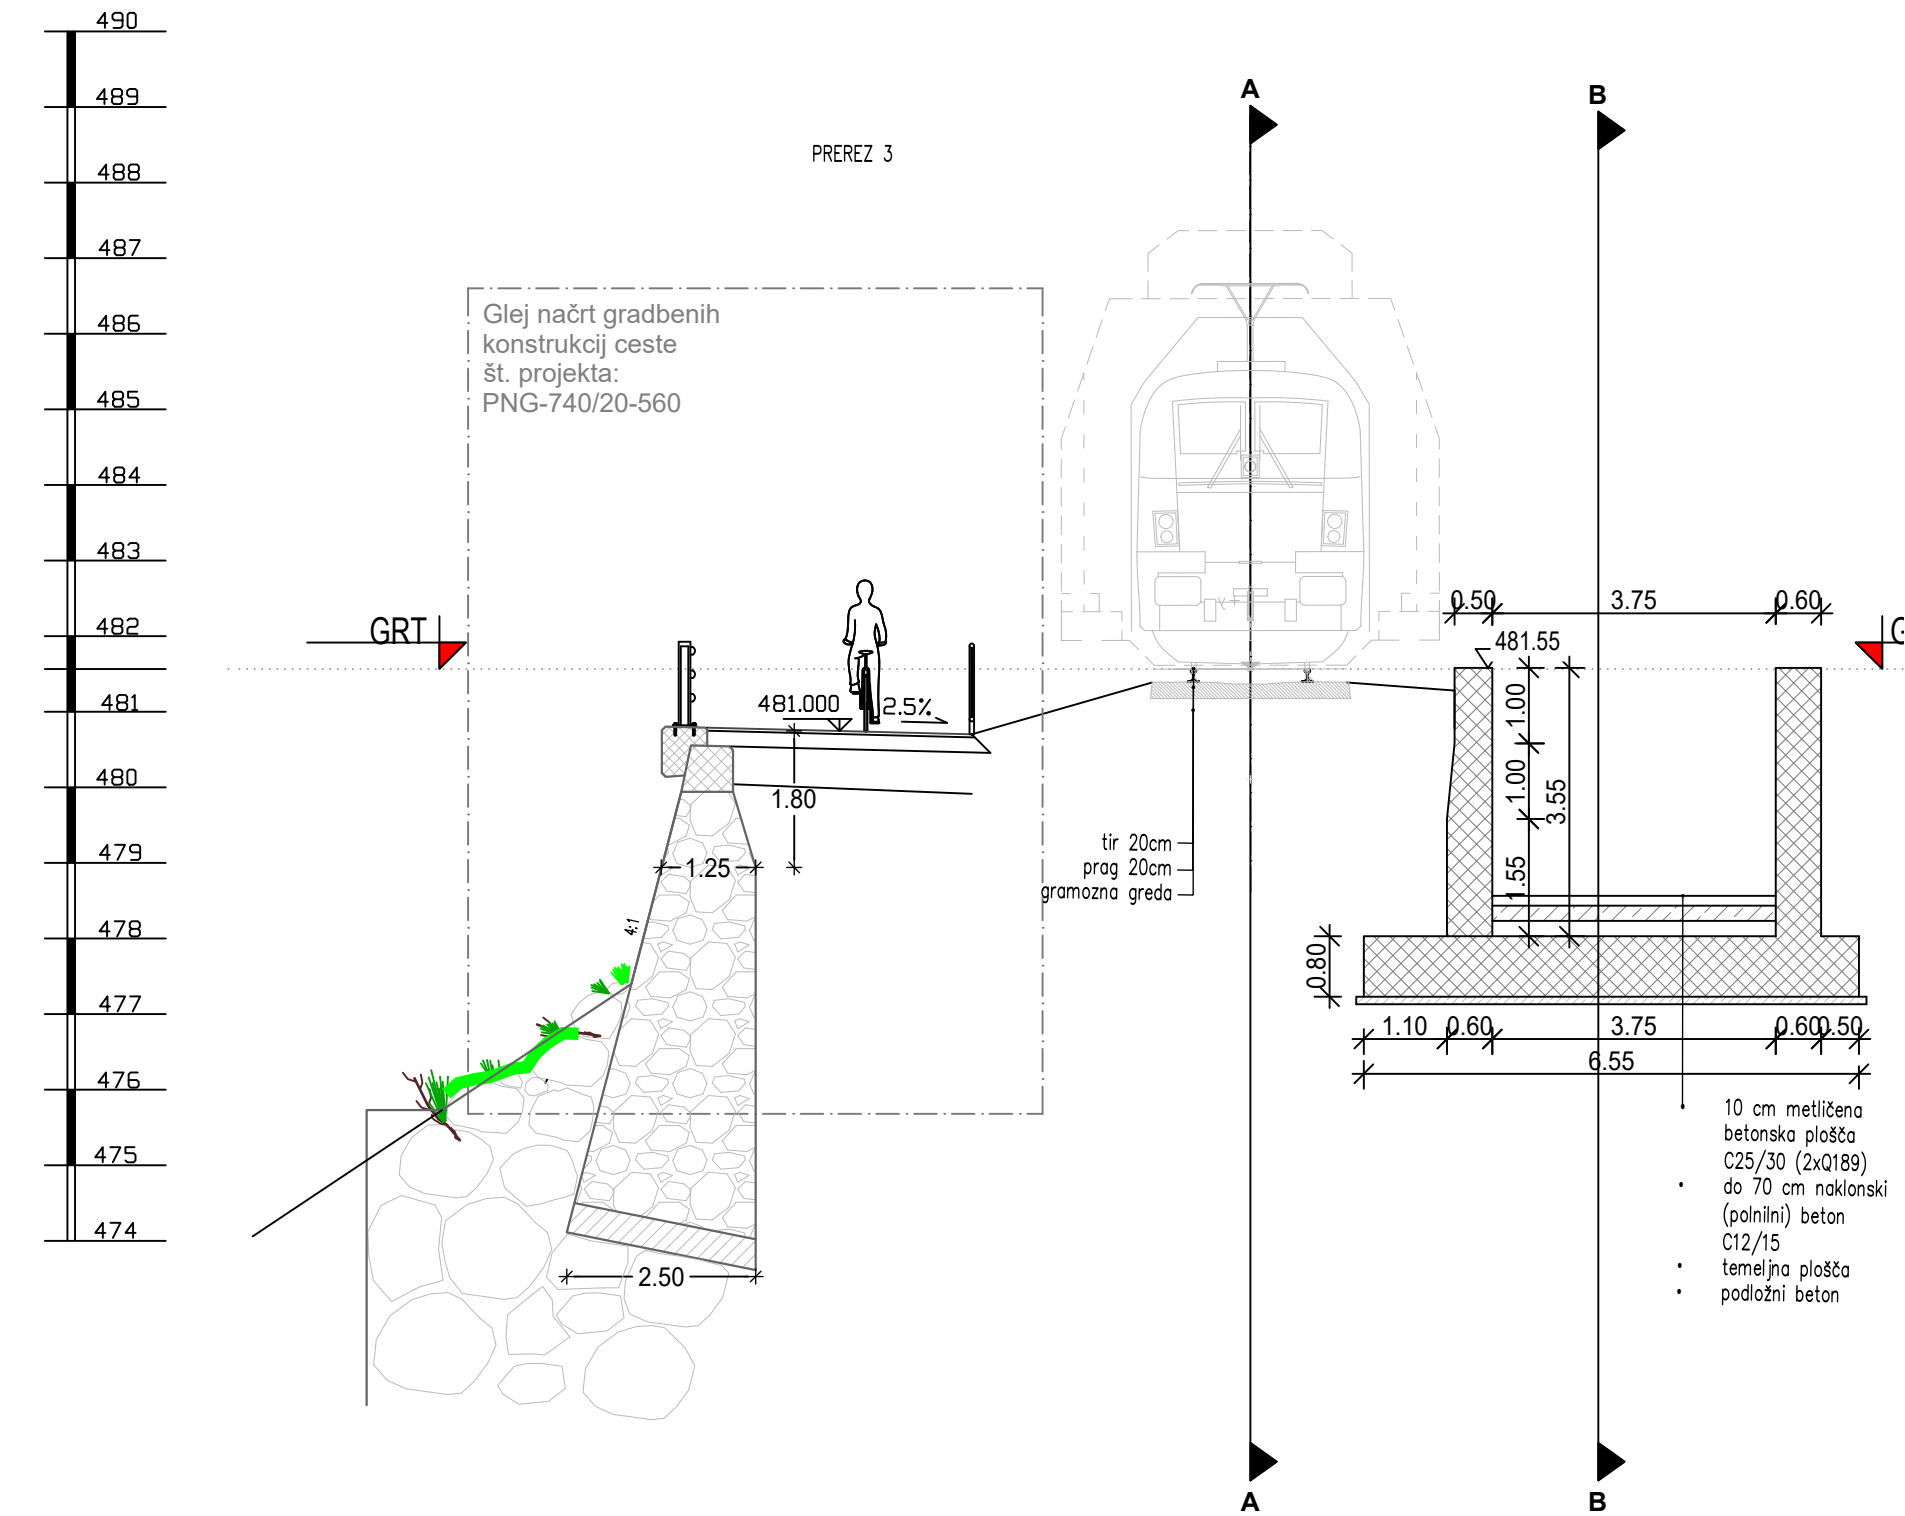 490
489
488
487
486
485
484
483
482
481
480
479
478
477
476
475
474
PREREZ 3
A
B
Glej načrt gradbenih
konstrukcij ceste
št. projekta:
PNG-740/20-560
GRT
481.000
2.5%
1.80
1.25
4:1
2.50
tir 20cm
prag 20cm
gramozna greda
0.50
3.75
0.60
481.55
G
1.00
1.00
1.55
3.55
0.80
1.10
0.60
3.75
0.60
0.50
6.55
10 cm metličena
betonska plošča
C25/30 (2xQ189)
do 70 cm naklonski
(polnilni) beton
C12/15
temeljna plošča
podložni beton
A
B